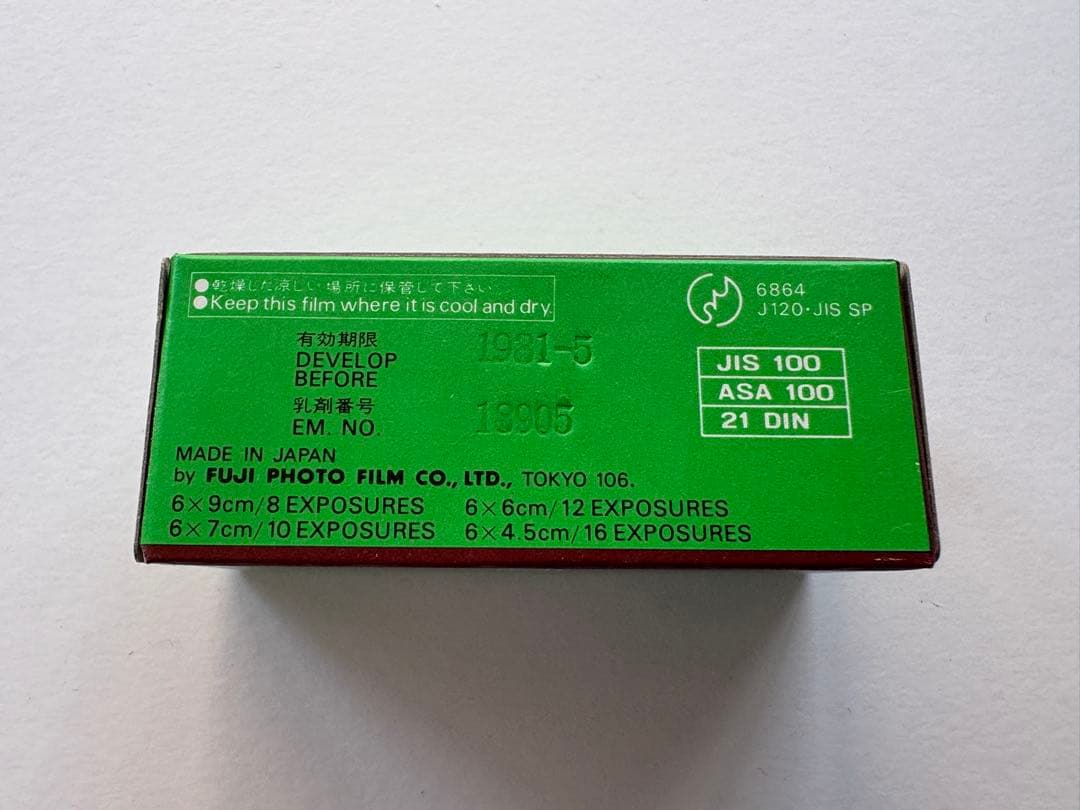 ●乾燥した涼しい場所に保管して下さい.
●Keep this film where it is cool and dry.
6864
J120·JIS SP
有効期限
DEVELOP
BEFORE
1981-5
乳剤番号
EM. NO.
18905
JIS 100
ASA 100
21 DIN
MADE IN JAPAN
by FUJI PHOTO FILM CO., LTD., TOKYO 106.
6×9cm/8 EXPOSURES 6×6cm/12 EXPOSURES
6×7cm/10 EXPOSURES 6×4.5cm/16 EXPOSURES